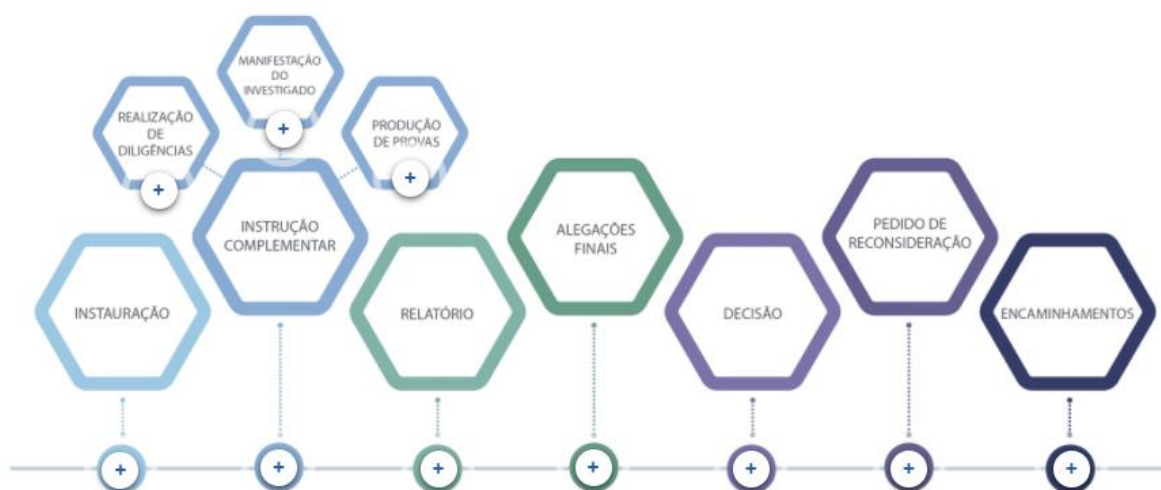 MANIFESTAÇÃO
DO
INVESTIGADO
REALIZAÇÃO
DE
DILIGÊNCIAS
PRODUÇÃO
DE PROVAS
+
+
+
INSTRUÇÃO
COMPLEMENTAR
ALEGAÇÕES
FINAIS
PEDIDO DE
RECONSIDERAÇÃO
INSTAURAÇÃO
RELATÓRIO
DECISÃO
ENCAMINHAMENTOS
+
+
+
+
+
+
+